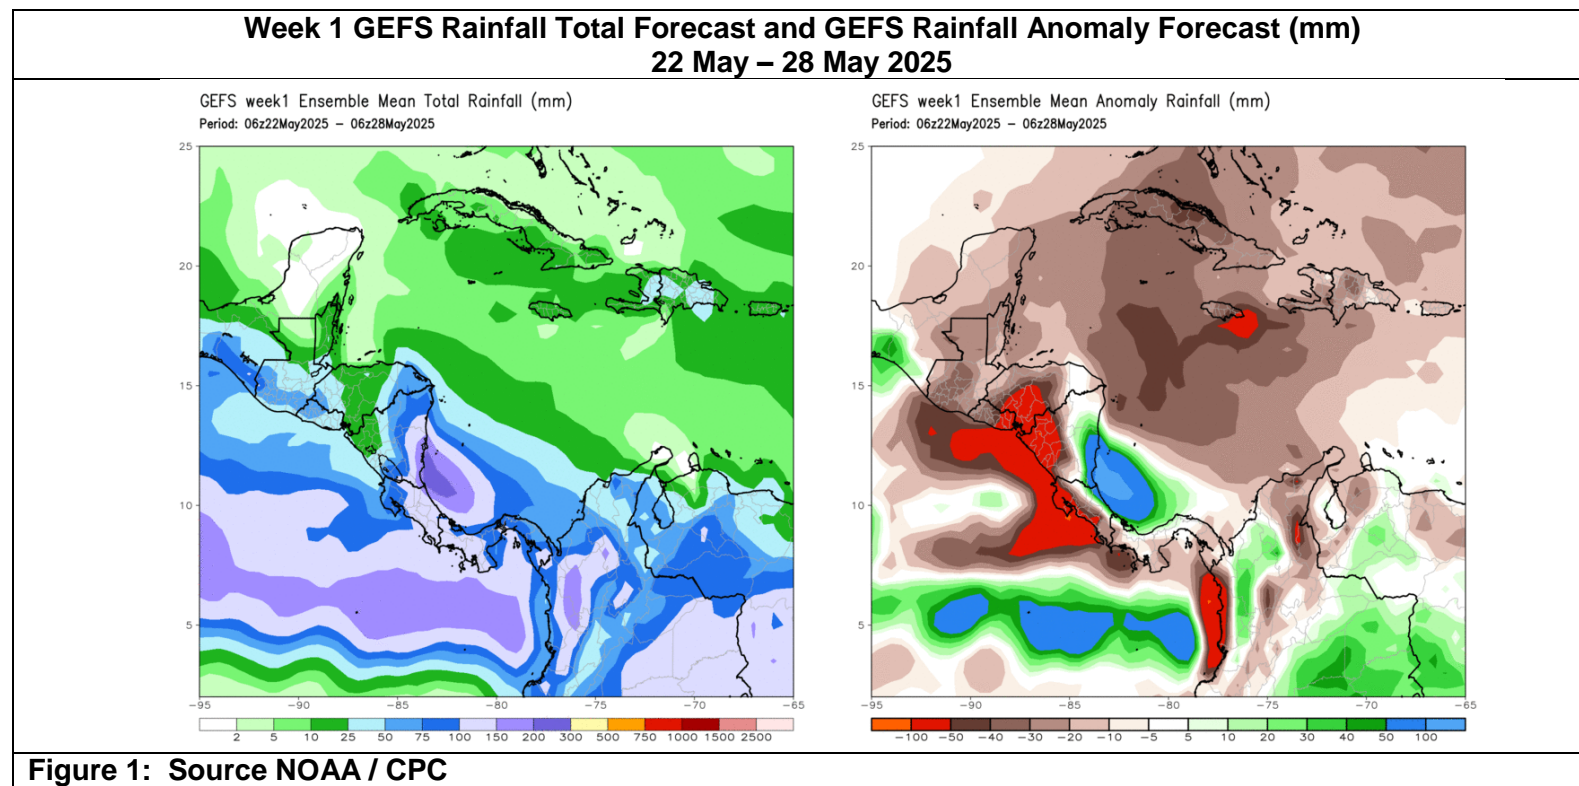 Week 1 GEFS Rainfall Total Forecast and GEFS Rainfall Anomaly Forecast (mm)
22 May – 28 May 2025
GEFS week1 Ensemble Mean Total Rainfall (mm)
Period: 06z22May2025 – 06z28May2025
25
20
15
10
5
−95 −90 −85 −80 −75 −70 −65
2 5 10 25 50 75 100 150 200 300 500 750 1000 1500 2500
GEFS week1 Ensemble Mean Anomaly Rainfall (mm)
Period: 06z22May2025 – 06z28May2025
25
20
15
10
5
−95 −90 −85 −80 −75 −70 −65
−100 −50 −40 −30 −20 −10 −5 5 10 20 30 40 50 100
Figure 1: Source NOAA / CPC